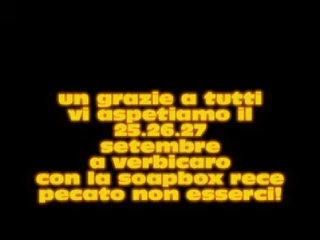 un grazie a tutti
vi aspetiamo il
25.26.27
setembre
a verbicaro
con la soapbox rece
pecato non esserci!